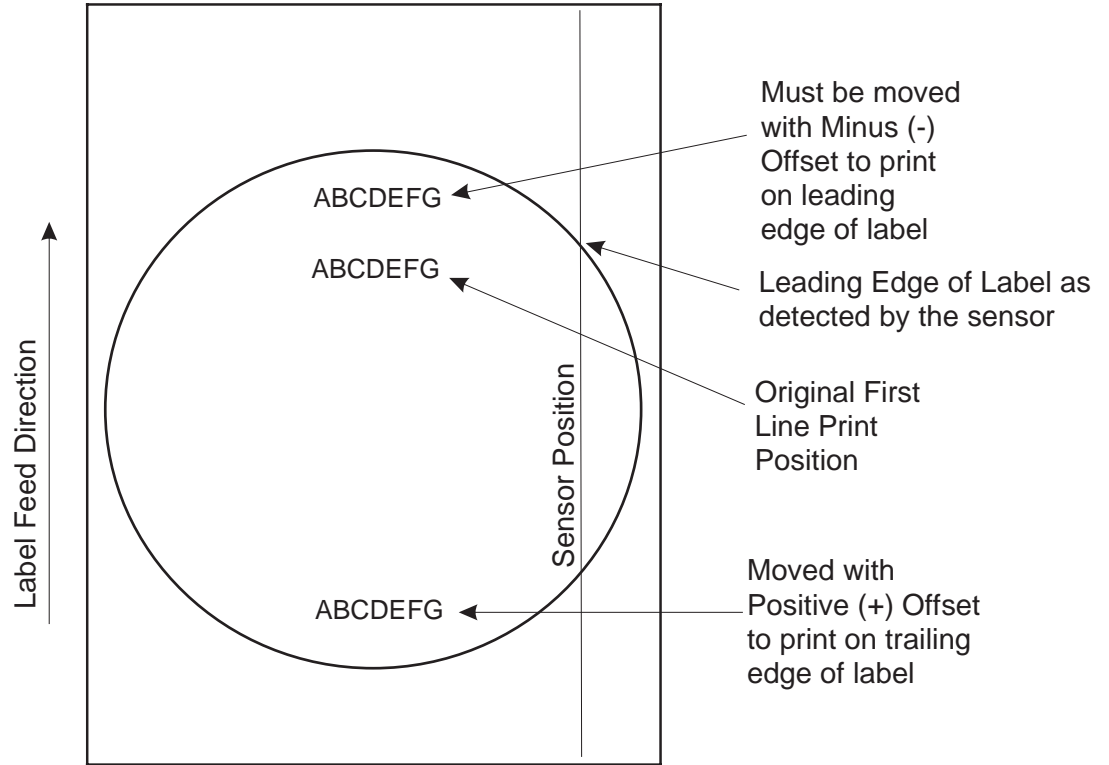 Must be moved
with Minus (-)
Offset to print
on leading
edge of label
ABCDEFG
ABCDEFG
Leading Edge of Label as
detected by the sensor
Label Feed Direction
Sensor Position
Original First
Line Print
Position
ABCDEFG
Moved with
Positive (+) Offset
to print on trailing
edge of label